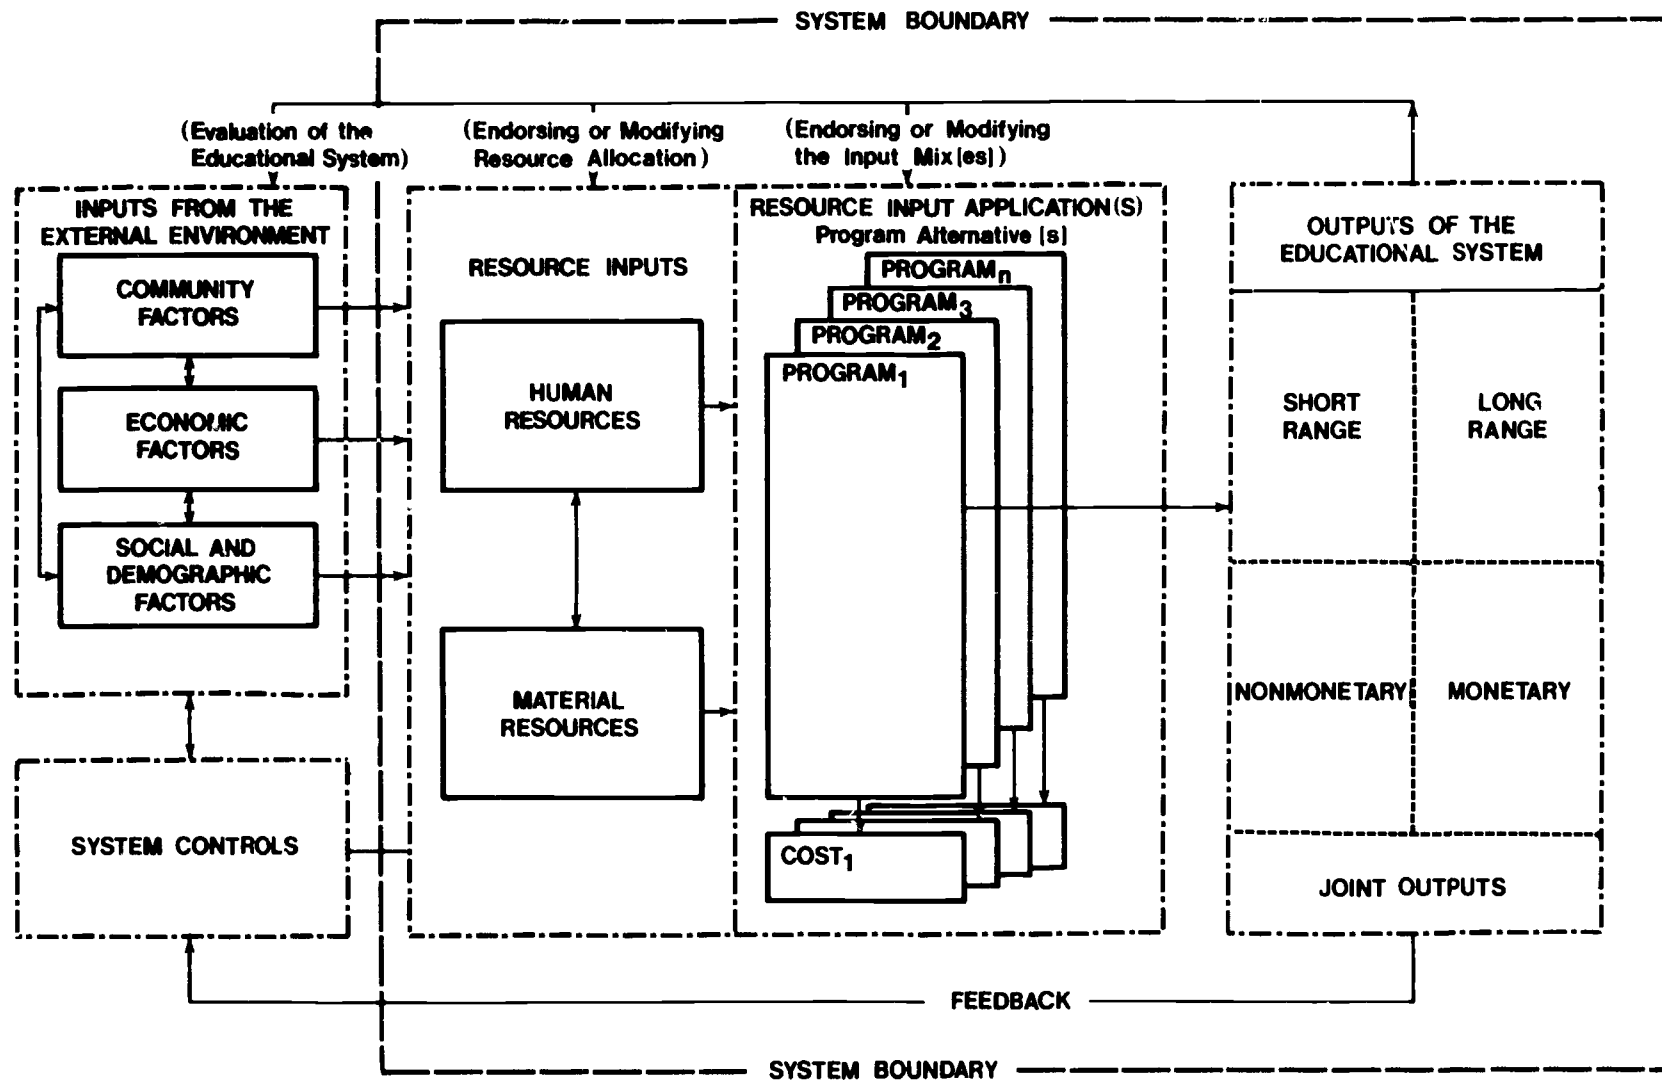 SYSTEM BOUNDARY
(Evaluation of the
Educational System)
(Endorsing or Modifying
Resource Allocation)
(Endorsing or Modifying
the Input Mix[es])
INPUTS FROM THE
EXTERNAL ENVIRONMENT
COMMUNITY
FACTORS
ECONOMIC
FACTORS
SOCIAL AND
DEMOGRAPHIC
FACTORS
SYSTEM CONTROLS
RESOURCE INPUTS
HUMAN
RESOURCES
MATERIAL
RESOURCES
RESOURCE INPUT APPLICATION(S)
Program Alternative[s]
PROGRAMn
PROGRAM3
PROGRAM2
PROGRAM1
COST1
OUTPUTS OF THE
EDUCATIONAL SYSTEM
SHORT
RANGE
LONG
RANGE
NONMONETARY
MONETARY
JOINT OUTPUTS
FEEDBACK
SYSTEM BOUNDARY